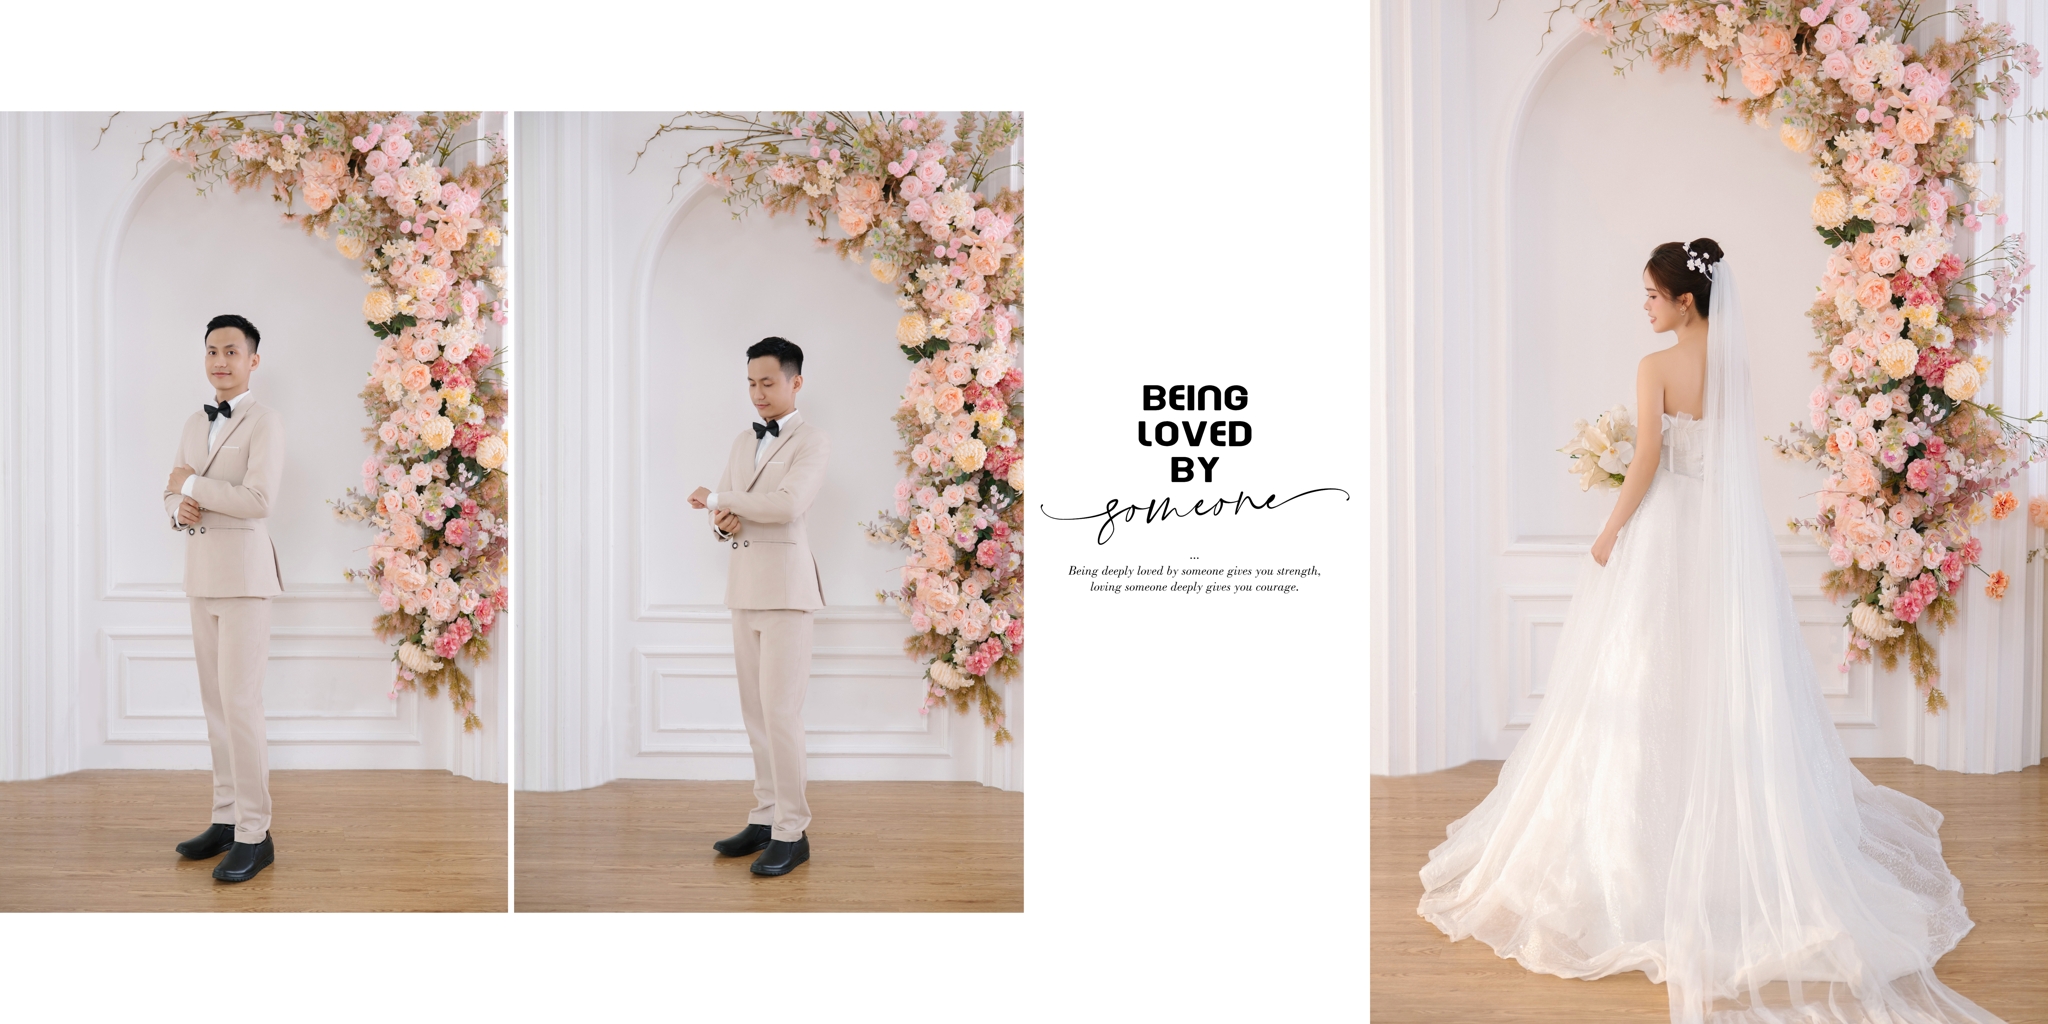 BEING
LOVED
BY
someone
...
Being deeply loved by someone gives you strength,
loving someone deeply gives you courage.